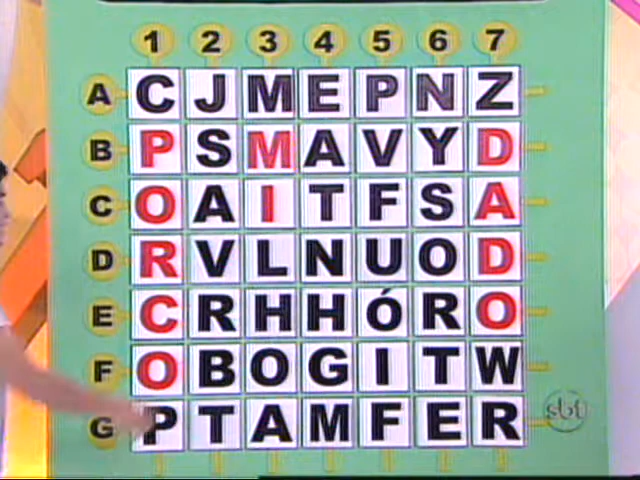 1 2 3 4 5 6 7
A C J M E P N Z
B P S M A V Y D
C O A I T F S A
D R V L N U O D
E C R H H Ó R O
F O B O G I T W
G P T A M F E R
sbt